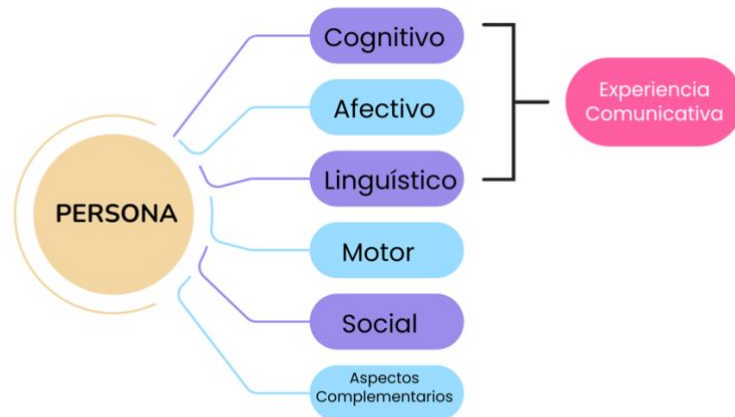 PERSONA
Cognitivo
Afectivo
Linguístico
Motor
Social
Aspectos
Complementarios
Experiencia
Comunicativa